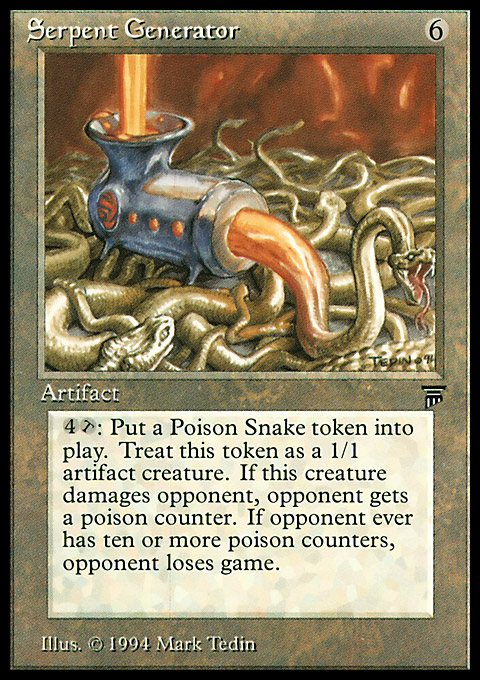 Serpent Generator 6
TEDIN © 94
Artifact
4 : Put a Poison Snake token into
play. Treat this token as a 1/1
artifact creature. If this creature
damages opponent, opponent gets
a poison counter. If opponent ever
has ten or more poison counters,
opponent loses game.
Illus. © 1994 Mark Tedin